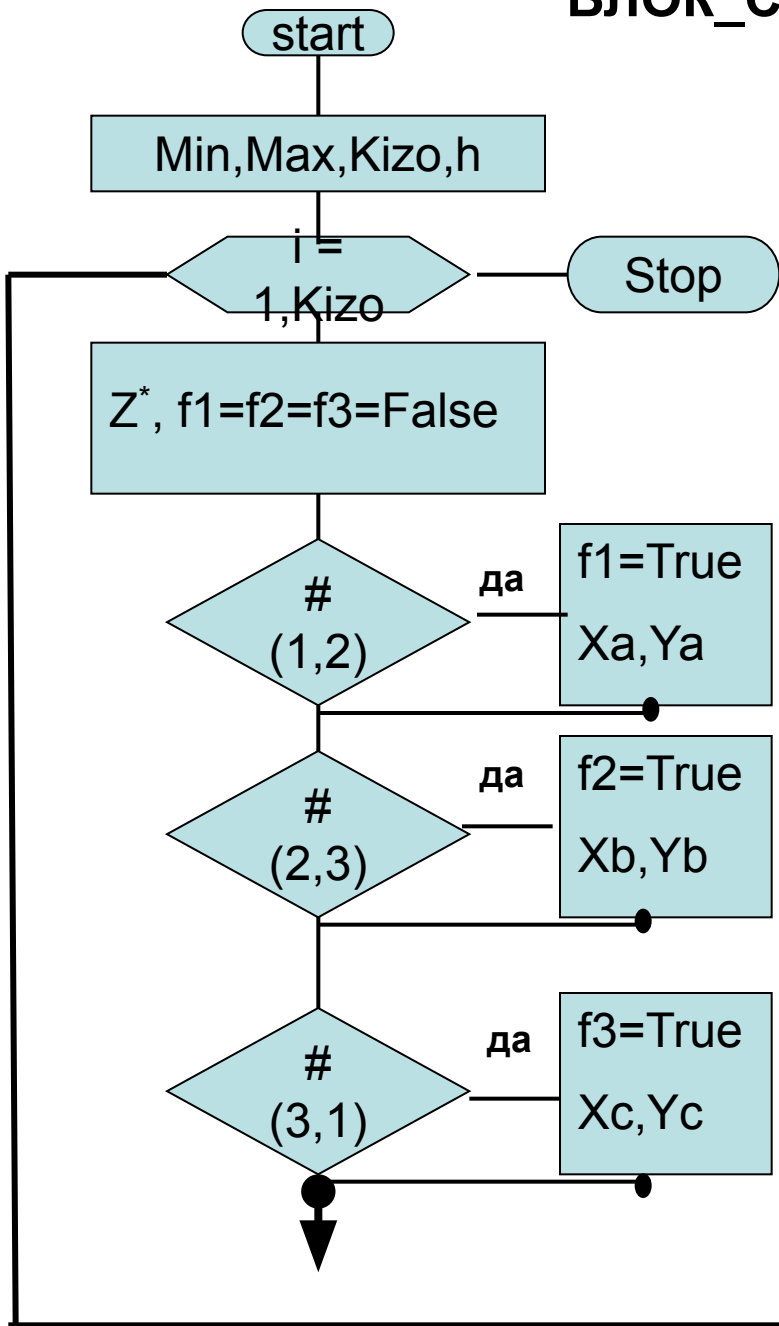 БЛОК_С
start
Min,Max,Kizo,h
i =
1,Kizo
Stop
Z*, f1=f2=f3=False
#
(1,2)
да
f1=True
Xa,Ya
#
(2,3)
да
f2=True
Xb,Yb
#
(3,1)
да
f3=True
Xc,Yc